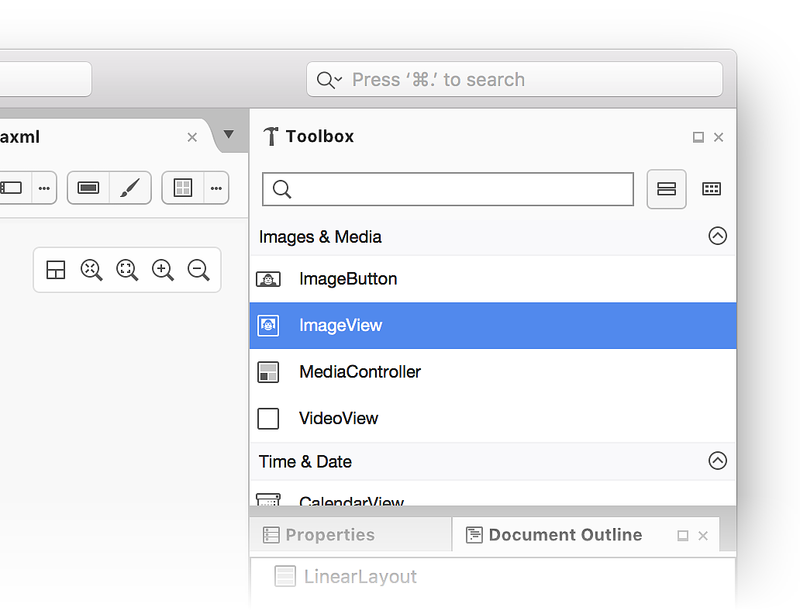 Press ‘⌘.’ to search
axml
Toolbox
Images & Media
ImageButton
ImageView
MediaController
VideoView
Time & Date
CalendarView
Properties
Document Outline
LinearLayout